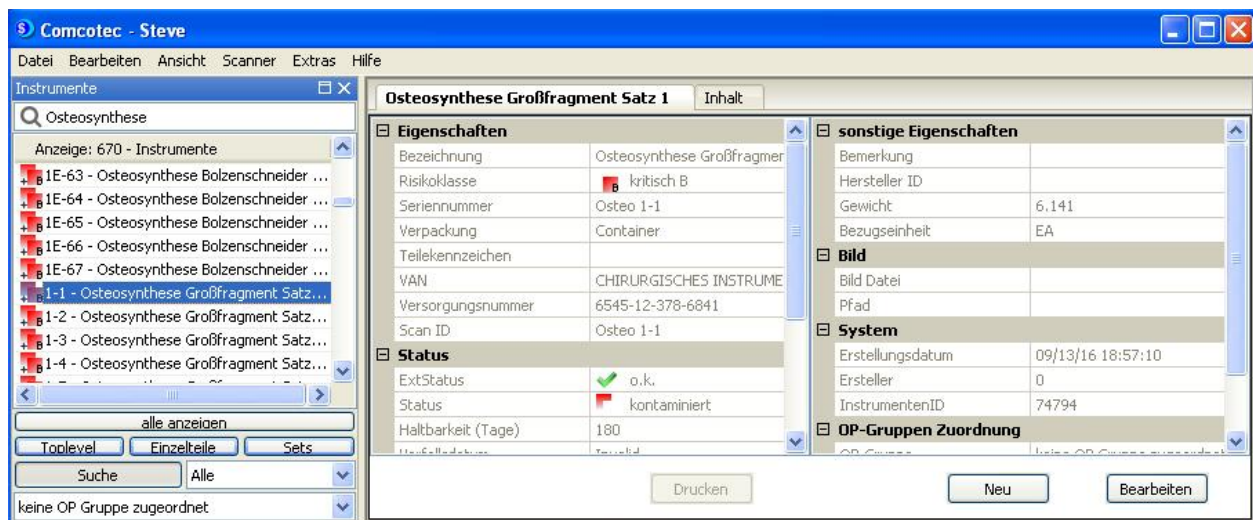 Comcotec - Steve
Datei Bearbeiten Ansicht Scanner Extras Hilfe
Instrumente
Osteosynthese
Anzeige: 670 - Instrumente
1E-63 - Osteosynthese Bolzenschneider ...
1E-64 - Osteosynthese Bolzenschneider ...
1E-65 - Osteosynthese Bolzenschneider ...
1E-66 - Osteosynthese Bolzenschneider ...
1E-67 - Osteosynthese Bolzenschneider ...
1-1 - Osteosynthese Großfragment Satz...
1-2 - Osteosynthese Großfragment Satz...
1-3 - Osteosynthese Großfragment Satz...
1-4 - Osteosynthese Großfragment Satz...
alle anzeigen
Toplevel Einzelteile Sets
Suche Alle
keine OP Gruppe zugeordnet
Osteosynthese Großfragment Satz 1 Inhalt
Eigenschaften
Bezeichnung Osteosynthese Großfragmer
Risikoklasse B kritisch B
Seriennummer Osteo 1-1
Verpackung Container
Teilekennzeichen
VAN CHIRURGISCHES INSTRUME
Versorgungsnummer 6545-12-378-6841
Scan ID Osteo 1-1
Status
ExtStatus o.k.
Status kontaminiert
Haltbarkeit (Tage) 180
sonstige Eigenschaften
Bemerkung
Hersteller ID
Gewicht 6.141
Bezugseinheit EA
Bild
Bild Datei
Pfad
System
Erstellungsdatum 09/13/16 18:57:10
Ersteller 0
InstrumentenID 74794
OP-Gruppen Zuordnung
Drucken Neu Bearbeiten